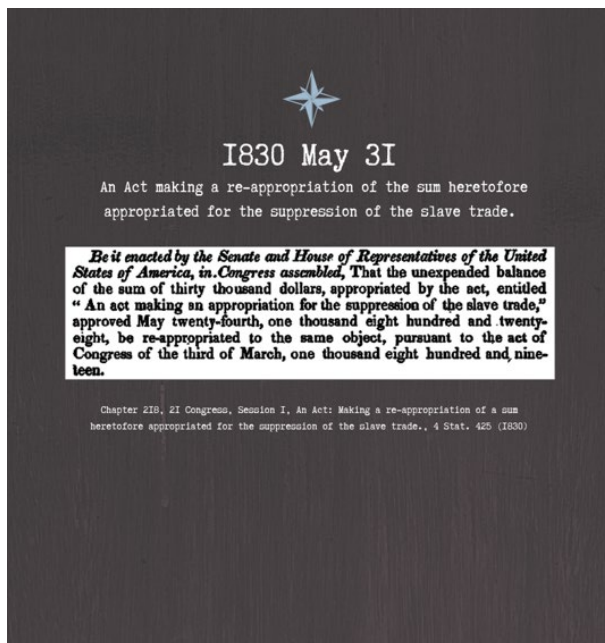 1830 May 31
An Act making a re-appropriation of the sum heretofore
appropriated for the suppression of the slave trade.
Be it enacted by the Senate and House of Representatives of the United
States of America, in Congress assembled, That the unexpended balance
of the sum of thirty thousand dollars, appropriated by the act, entitled
“ An act making an appropriation for the suppression of the slave trade,”
approved May twenty-fourth, one thousand eight hundred and twenty-
eight, be re-appropriated to the same object, pursuant to the act of
Congress of the third of March, one thousand eight hundred and nine-
teen.
Chapter 218, 21 Congress, Session 1, An Act: Making a re-appropriation of a sum
heretofore appropriated for the suppression of the slave trade., 4 Stat. 425 (1830)